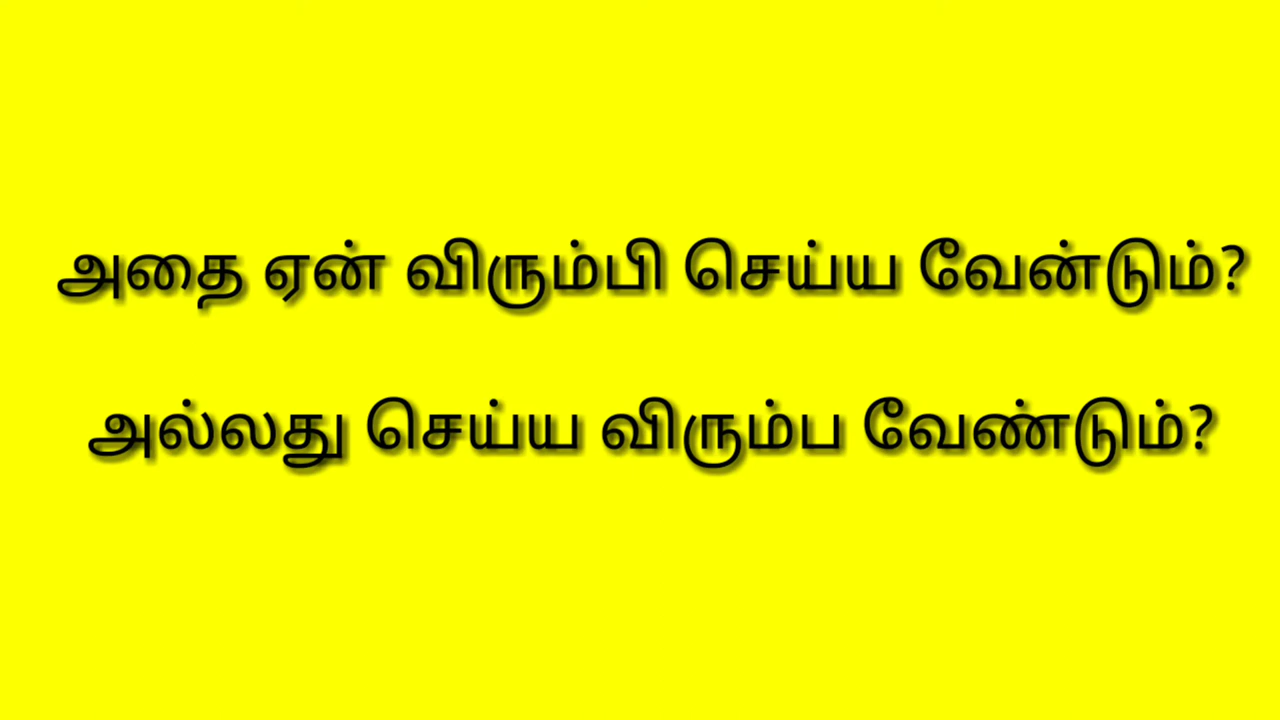 அதை ஏன் விரும்பி செய்ய வேன்டும்?
அல்லது செய்ய விரும்ப வேண்டும்?